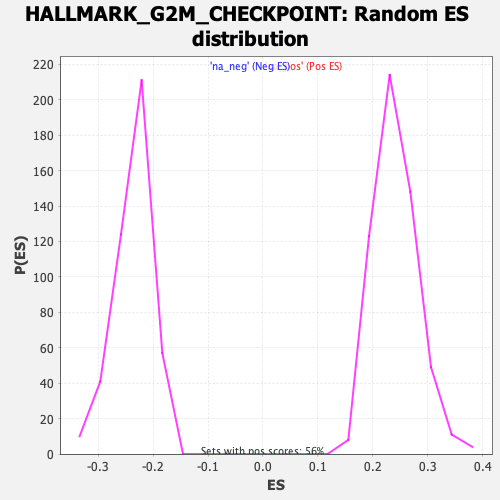 HALLMARK_G2M_CHECKPOINT: Random ES
distribution
'na_neg' (Neg ES)os' (Pos ES)
220
200
180
160
140
120
100
80
60
40
20
0
P(ES)
Sets with pos scores: 56%
-0.3 -0.2 -0.1 0.0 0.1 0.2 0.3 0.4
ES